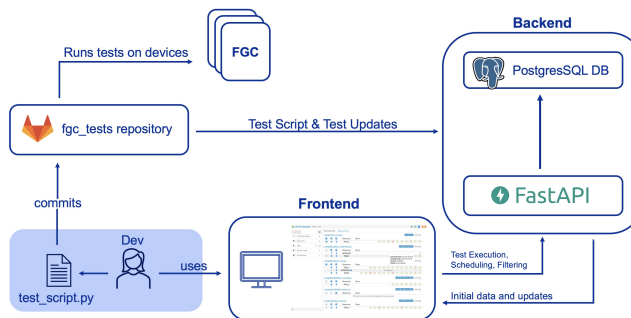 Backend
Runs tests on devices
FGC
PostgresSQL DB
fgc_tests repository
Test Script & Test Updates
FastAPI
commits
Frontend
Dev
uses
test_script.py
Test Execution,
Scheduling, Filtering
Initial data and updates